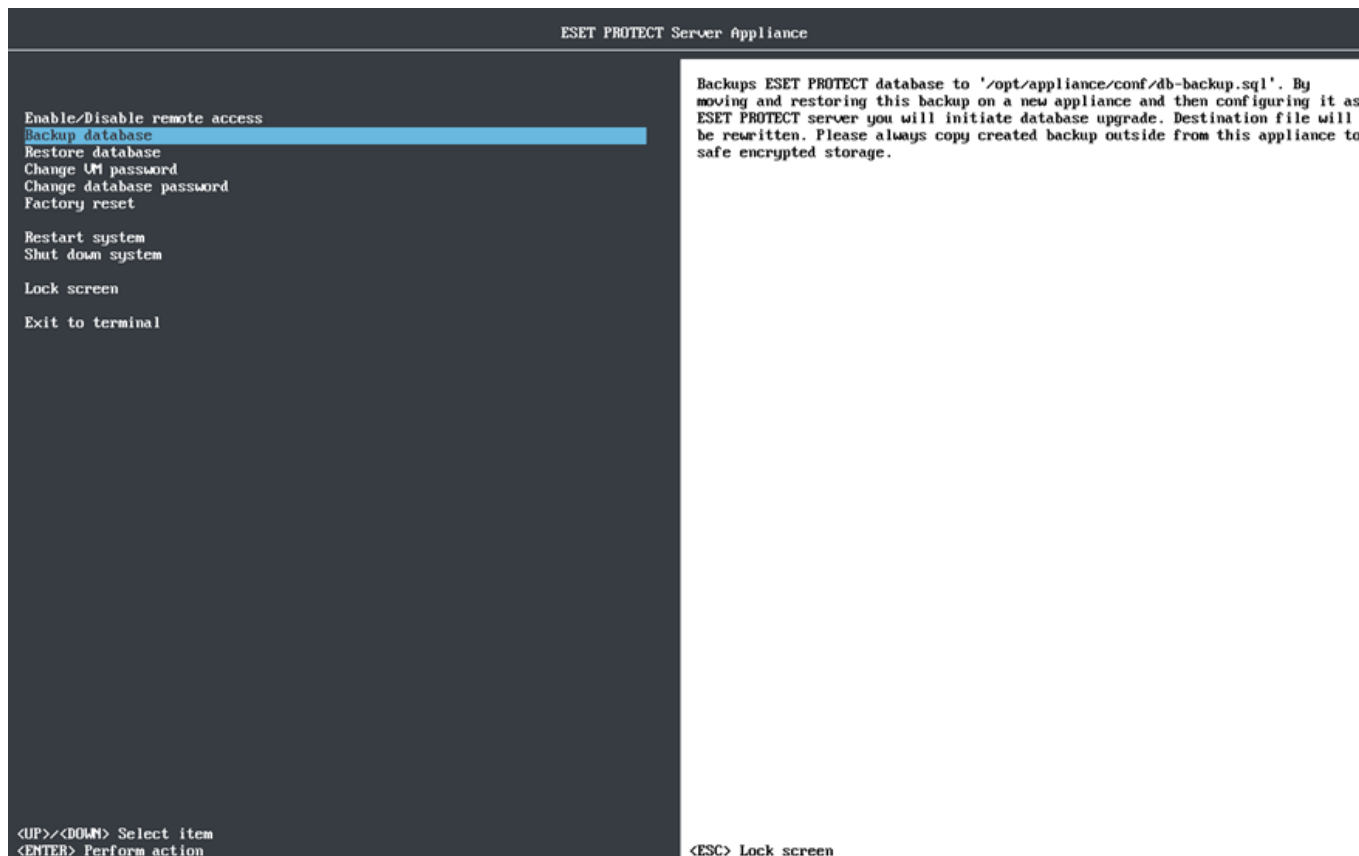 ESET PROTECT Server Appliance
Enable/Disable remote access
Backup database
Restore database
Change VM password
Change database password
Factory reset
Restart system
Shut down system
Lock screen
Exit to terminal
<UP>/<DOWN> Select item
<ENTER> Perform action
Backups ESET PROTECT database to '/opt/appliance/conf/db-backup.sql'. By
moving and restoring this backup on a new appliance and then configuring it as
ESET PROTECT server you will initiate database upgrade. Destination file will
be rewritten. Please always copy created backup outside from this appliance to
safe encrypted storage.
<ESC> Lock screen